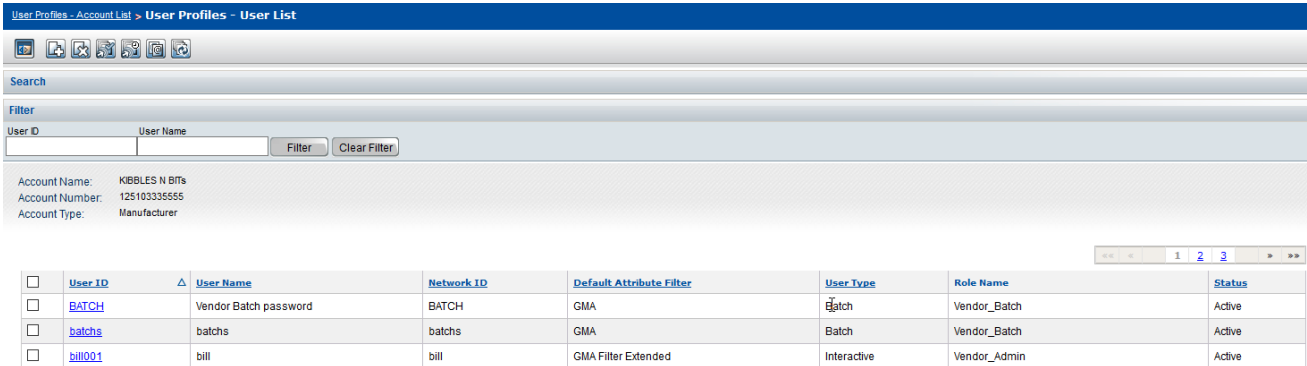 User Profiles - Account List > User Profiles - User List
Search
Filter
User ID User Name
Filter Clear Filter
Account Name: KIBBLES N BITs
Account Number: 125103335555
Account Type: Manufacturer
«« « 1 2 3 » »»
User ID User Name Network ID Default Attribute Filter User Type Role Name Status
BATCH Vendor Batch password BATCH GMA Batch Vendor_Batch Active
batchs batchs batchs GMA Batch Vendor_Batch Active
bill001 bill bill GMA Filter Extended Interactive Vendor_Admin Active